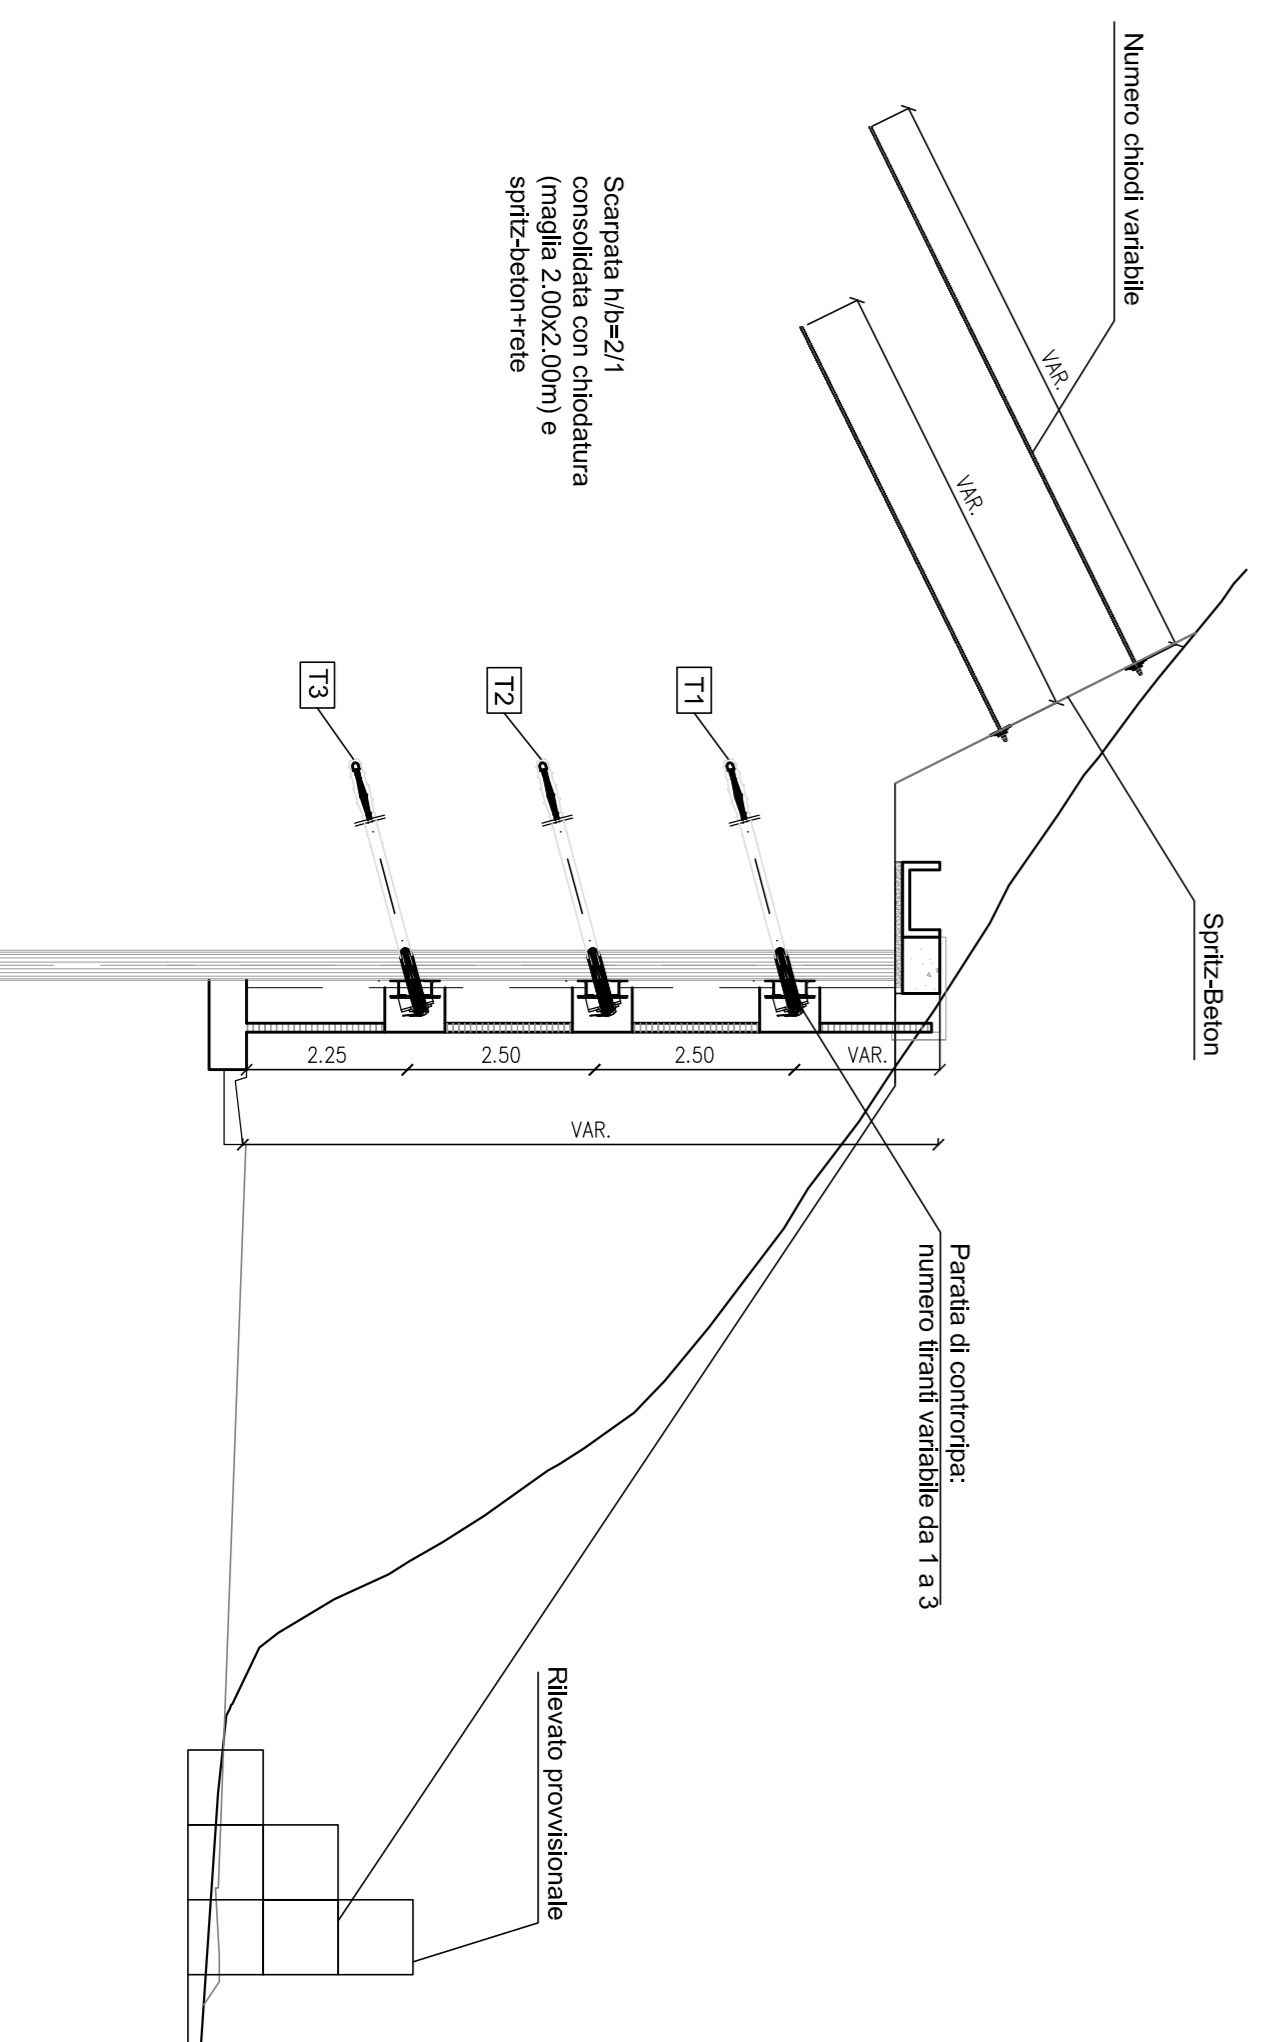 Numero chiodi variabile
VAR.
VAR.
Spritz-Beton
Scarpata h/b=2/1
consolidata con chiodatura
(maglia 2.00x2.00m) e
spritz-beton+rete
T1
T2
T3
VAR.
2.50
2.50
2.25
VAR.
Paratia di controripa:
numero tiranti variabile da 1 a 3
Rilevato provvisionale